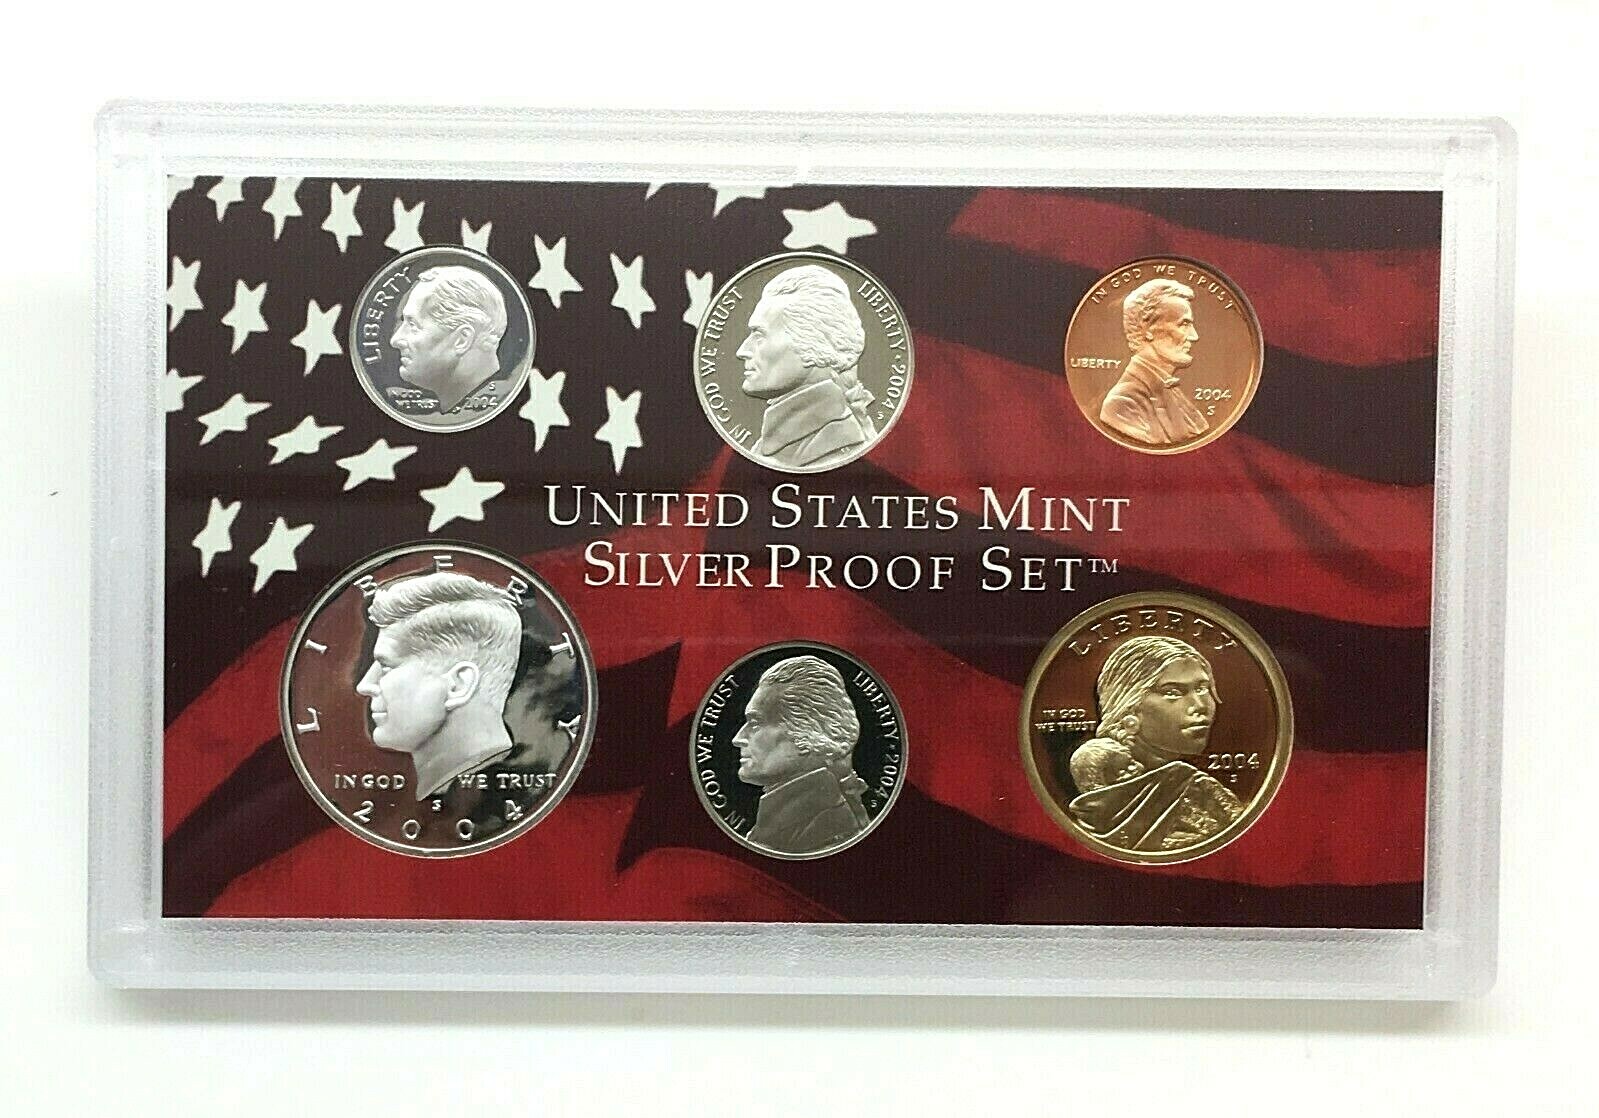 LIBERTY
IN GOD
WE TRUST
S
2004
IN GOD WE TRUST
LIBERTY · 2004
S
IN GOD WE TRUST
LIBERTY
2004
S
UNITED STATES MINT
SILVER PROOF SET™
LIBERTY
IN GOD WE TRUST
S
2004
IN GOD WE TRUST
LIBERTY · 2004
S
LIBERTY
IN GOD
WE TRUST
2004
S